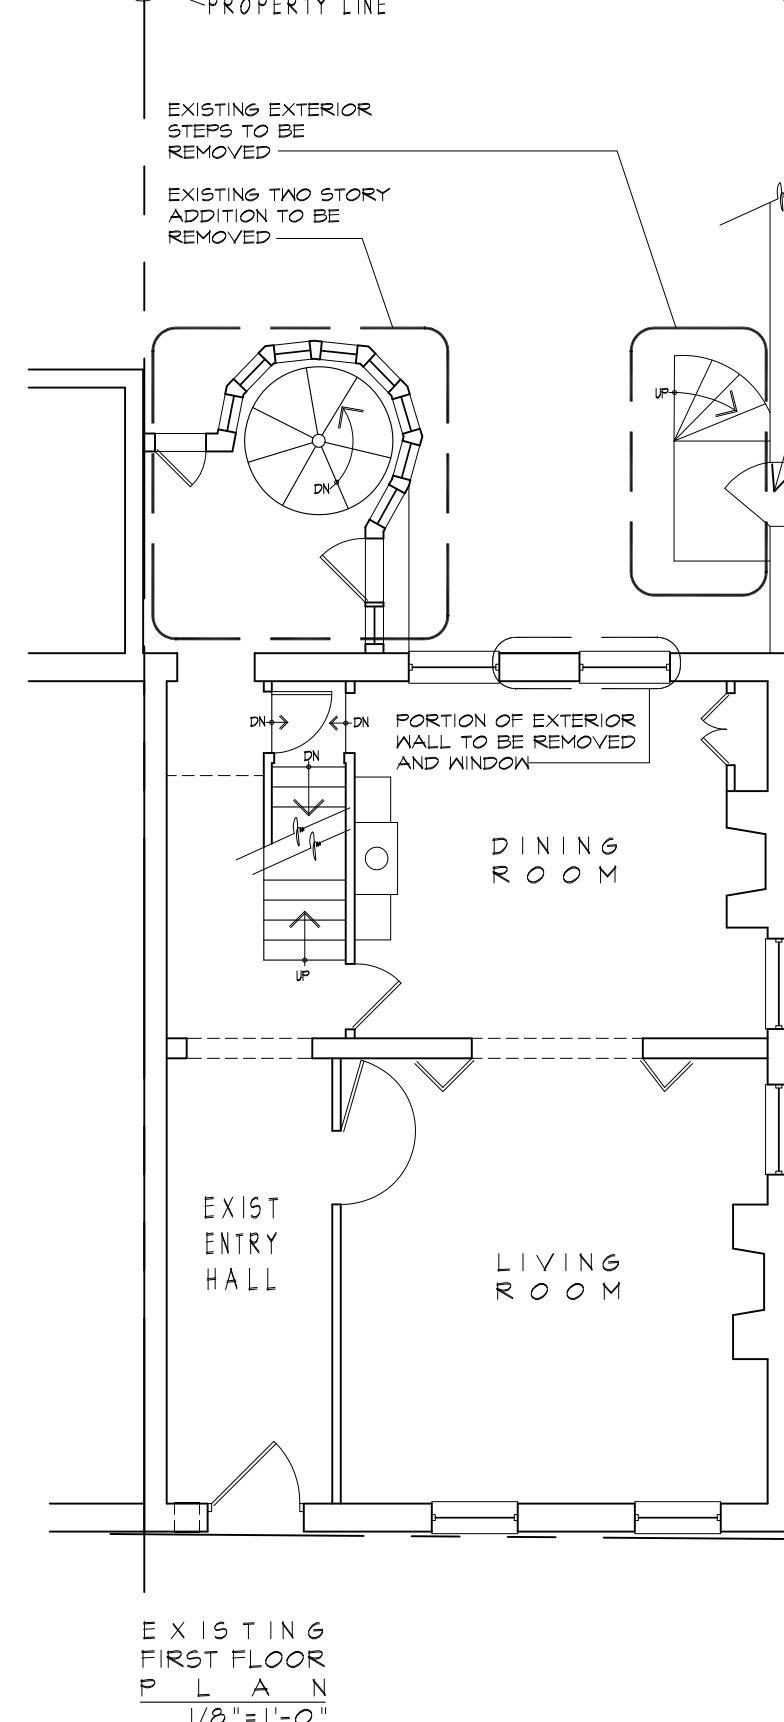 PROPERTY LINE
EXISTING EXTERIOR
STEPS TO BE
REMOVED
EXISTING TWO STORY
ADDITION TO BE
REMOVED
UP
DN
DN
DN
PORTION OF EXTERIOR
WALL TO BE REMOVED
AND WINDOW
DN
DINING
ROOM
UP
EXIST
ENTRY
HALL
LIVING
ROOM
EXISTING
FIRST FLOOR
PLAN
1/8"=1'-0"